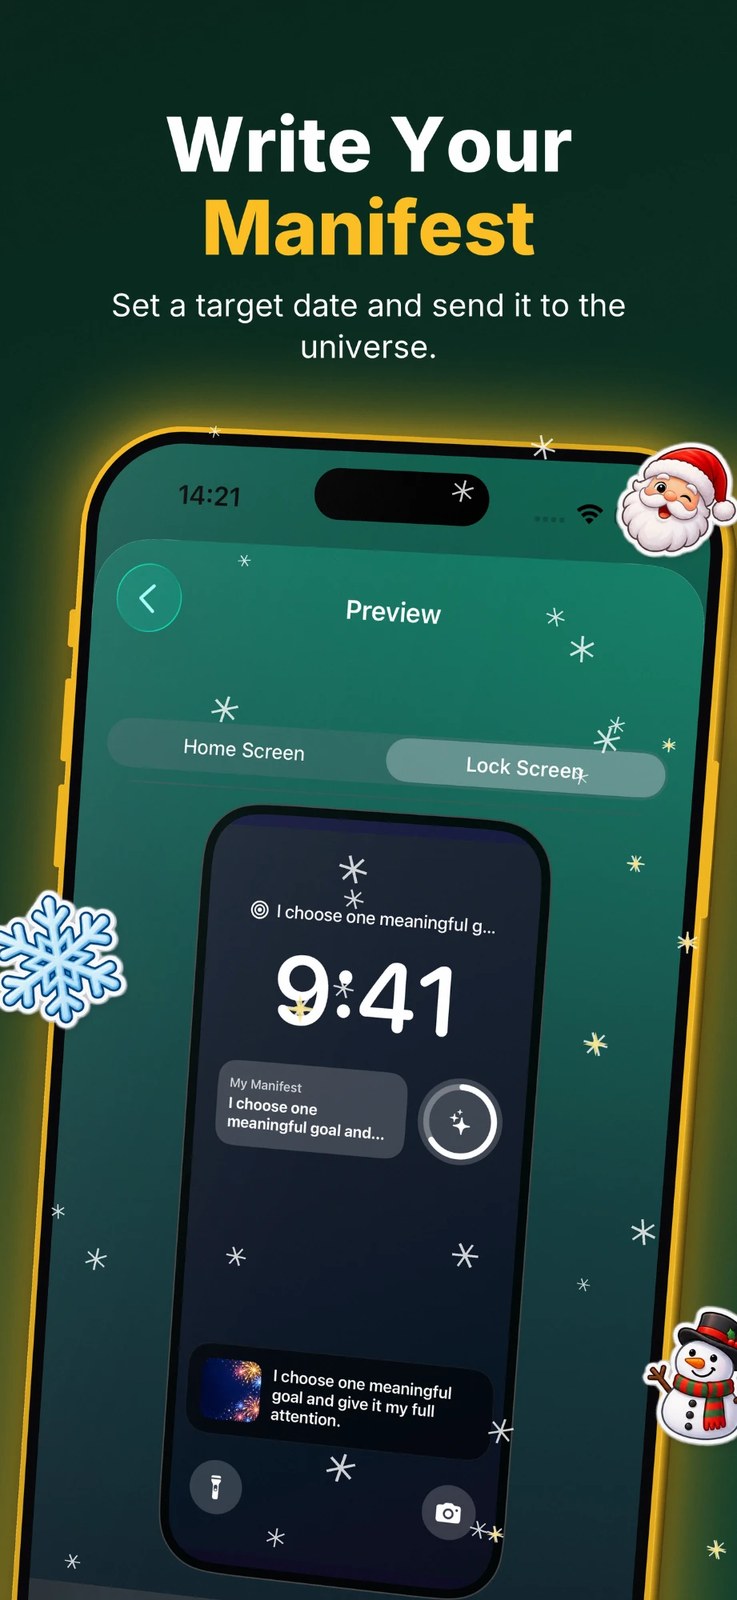 Write Your
Manifest
Set a target date and send it to the
universe.
14:21
Preview
Home Screen
Lock Screen
I choose one meaningful g...
9:41
My Manifest
I choose one
meaningful goal and...
I choose one meaningful
goal and give it my full
attention.